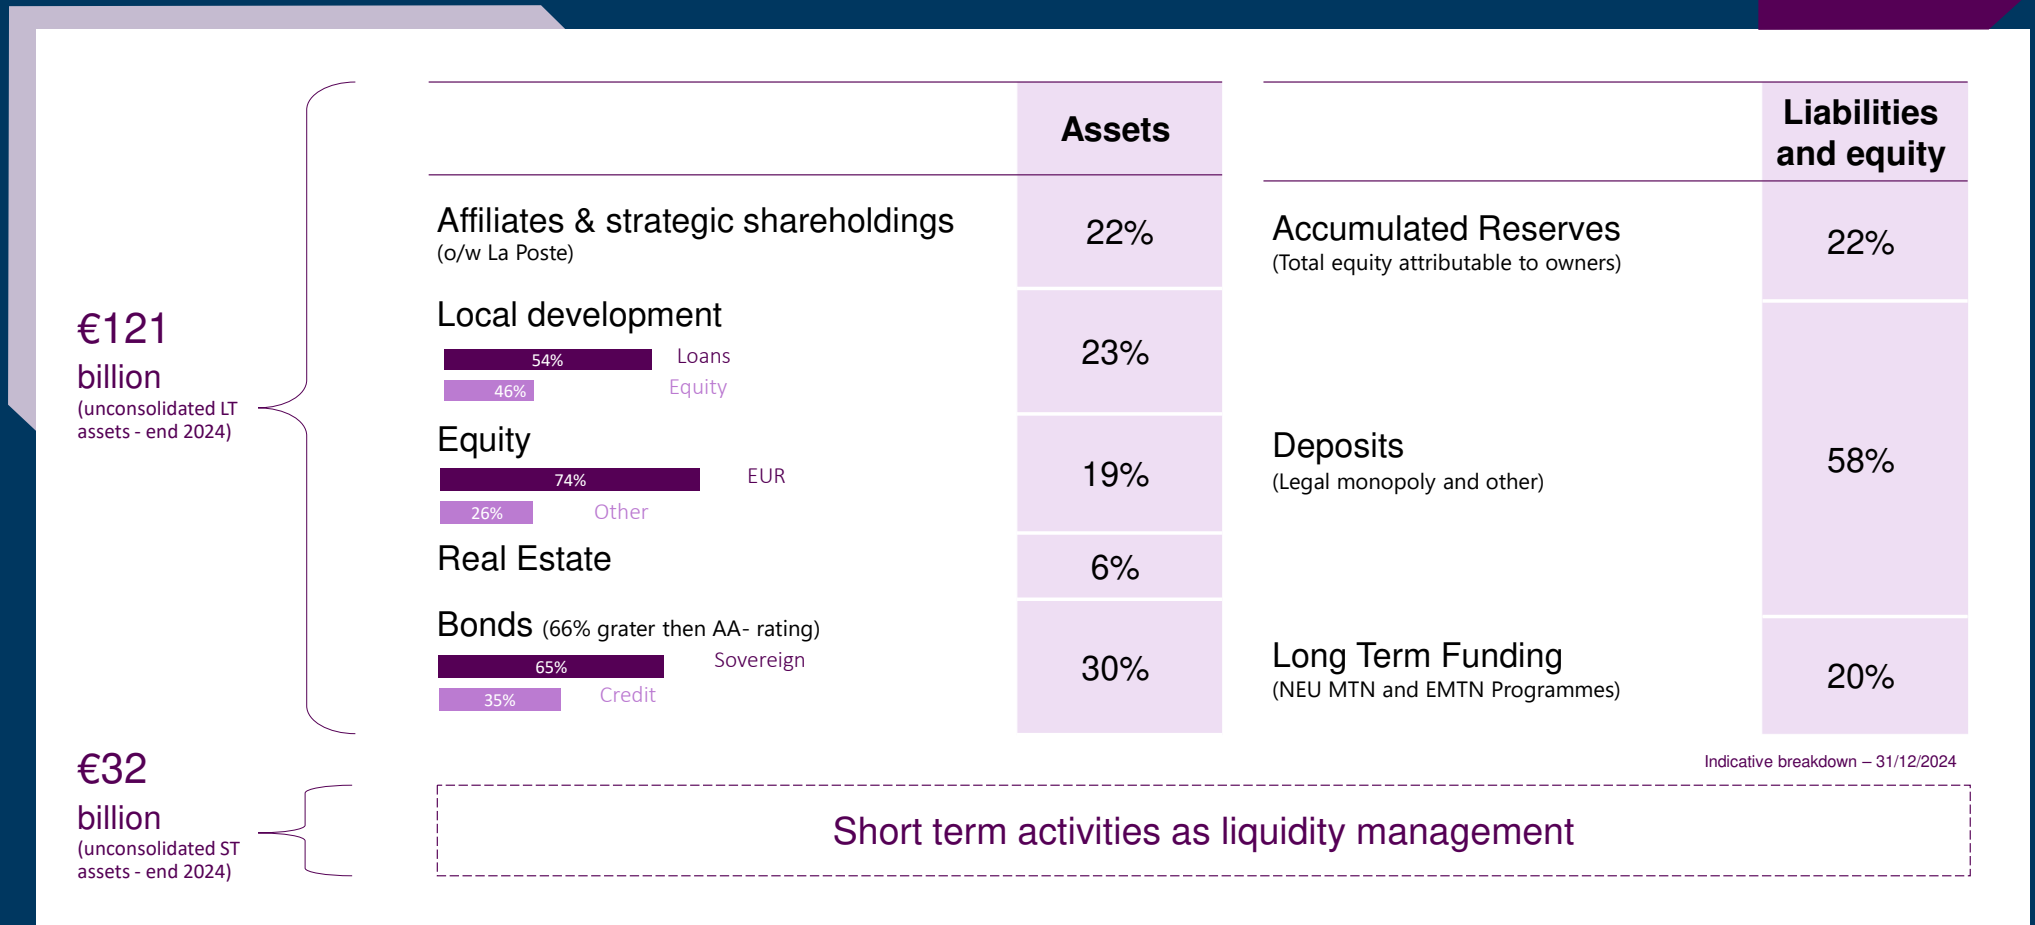 €121
billion
(unconsolidated LT
assets - end 2024)
Assets
Affiliates & strategic shareholdings
(o/w La Poste)
22%
Local development
54%
Loans
46%
Equity
23%
Equity
74%
EUR
26%
Other
19%
Real Estate
6%
Bonds (66% grater then AA- rating)
65%
Sovereign
35%
Credit
30%
Liabilities
and equity
Accumulated Reserves
(Total equity attributable to owners)
22%
Deposits
(Legal monopoly and other)
58%
Long Term Funding
(NEU MTN and EMTN Programmes)
20%
Indicative breakdown – 31/12/2024
€32
billion
(unconsolidated ST
assets - end 2024)
Short term activities as liquidity management